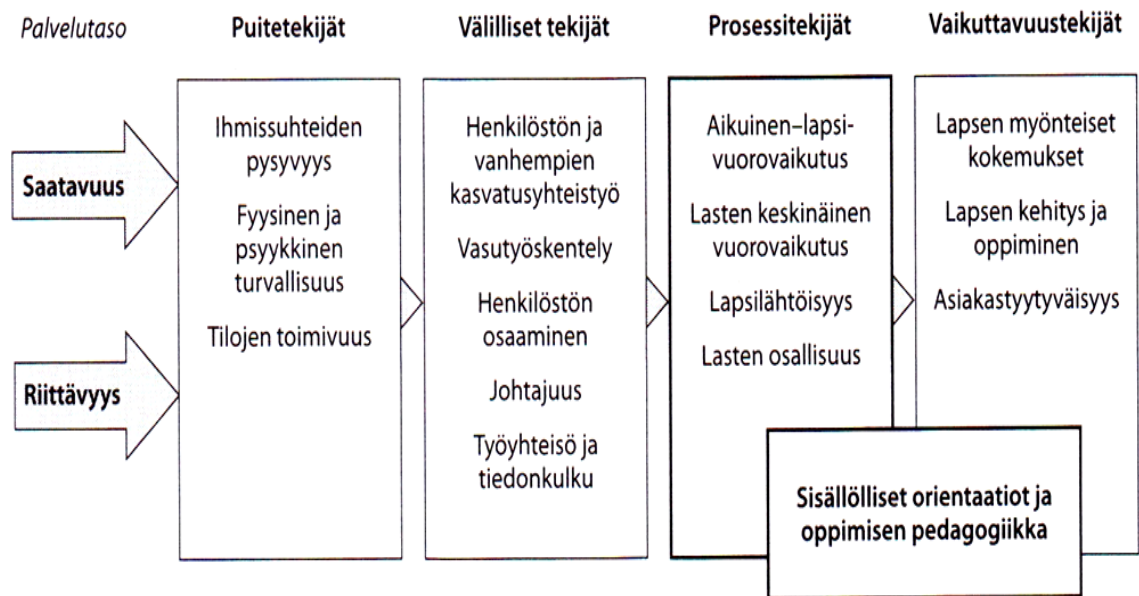 Palvelutaso
Puitetekijät
Välilliset tekijät
Prosessitekijät
Vaikuttavuustekijät
Saatavuus
Riittävyys
Ihmissuhteiden
pysyvyys
Fyysinen ja
psyykkinen
turvallisuus
Tilojen toimivuus
Henkilöstön ja
vanhempien
kasvatusyhteistyö
Vasutyöskentely
Henkilöstön
osaaminen
Johtajuus
Työyhteisö ja
tiedonkulku
Aikuinen–lapsi-
vuorovaikutus
Lasten keskinäinen
vuorovaikutus
Lapsilähtöisyys
Lasten osallisuus
Lapsen myönteiset
kokemukset
Lapsen kehitys ja
oppiminen
Asiakastyytyväisyys
Sisällölliset orientaatiot ja
oppimisen pedagogiikka